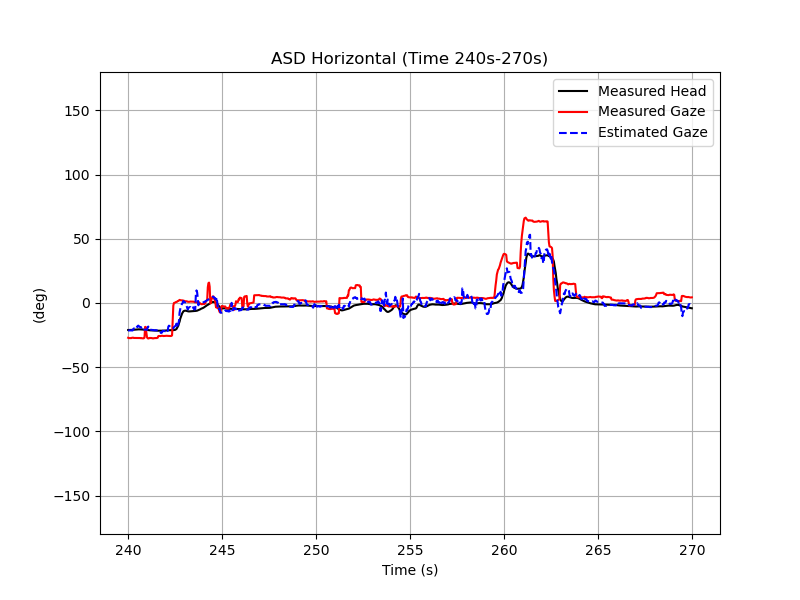 ASD Horizontal (Time 240s-270s)
Measured Head
Measured Gaze
Estimated Gaze
150
100
50
0
−50
−100
−150
(deg)
240
245
250
255
260
265
270
Time (s)